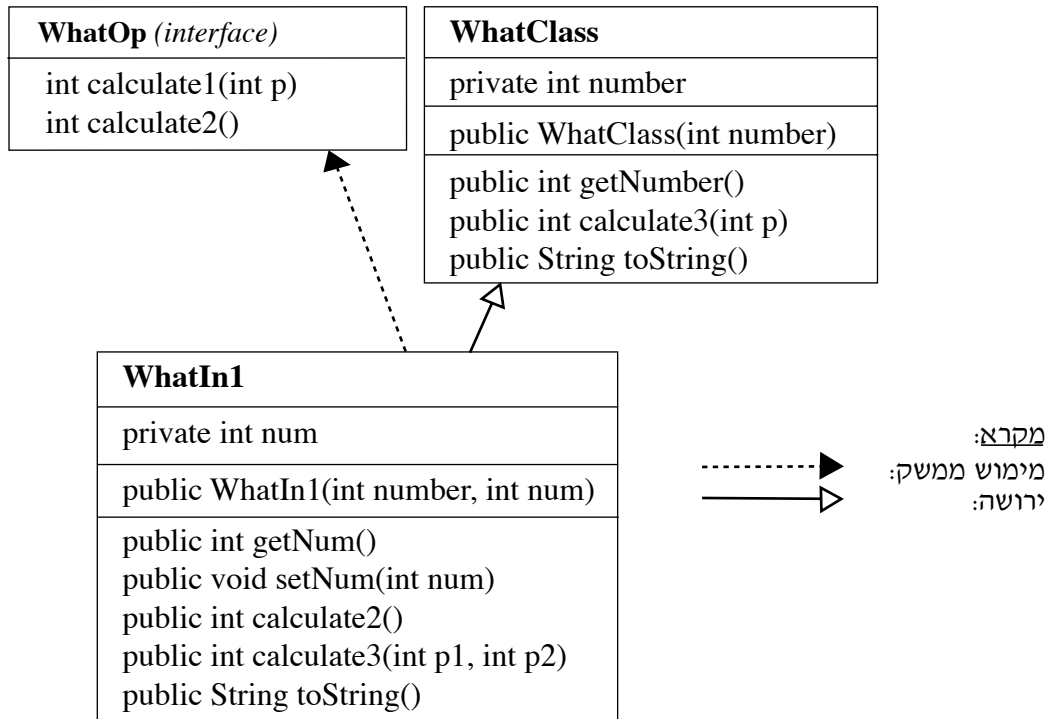 WhatOp (interface)
int calculate1(int p)
int calculate2()
WhatClass
private int number
public WhatClass(int number)
public int getNumber()
public int calculate3(int p)
public String toString()
WhatIn1
private int num
public WhatIn1(int number, int num)
public int getNum()
public void setNum(int num)
public int calculate2()
public int calculate3(int p1, int p2)
public String toString()
מקרא:
מימוש ממשק:
ירושה: